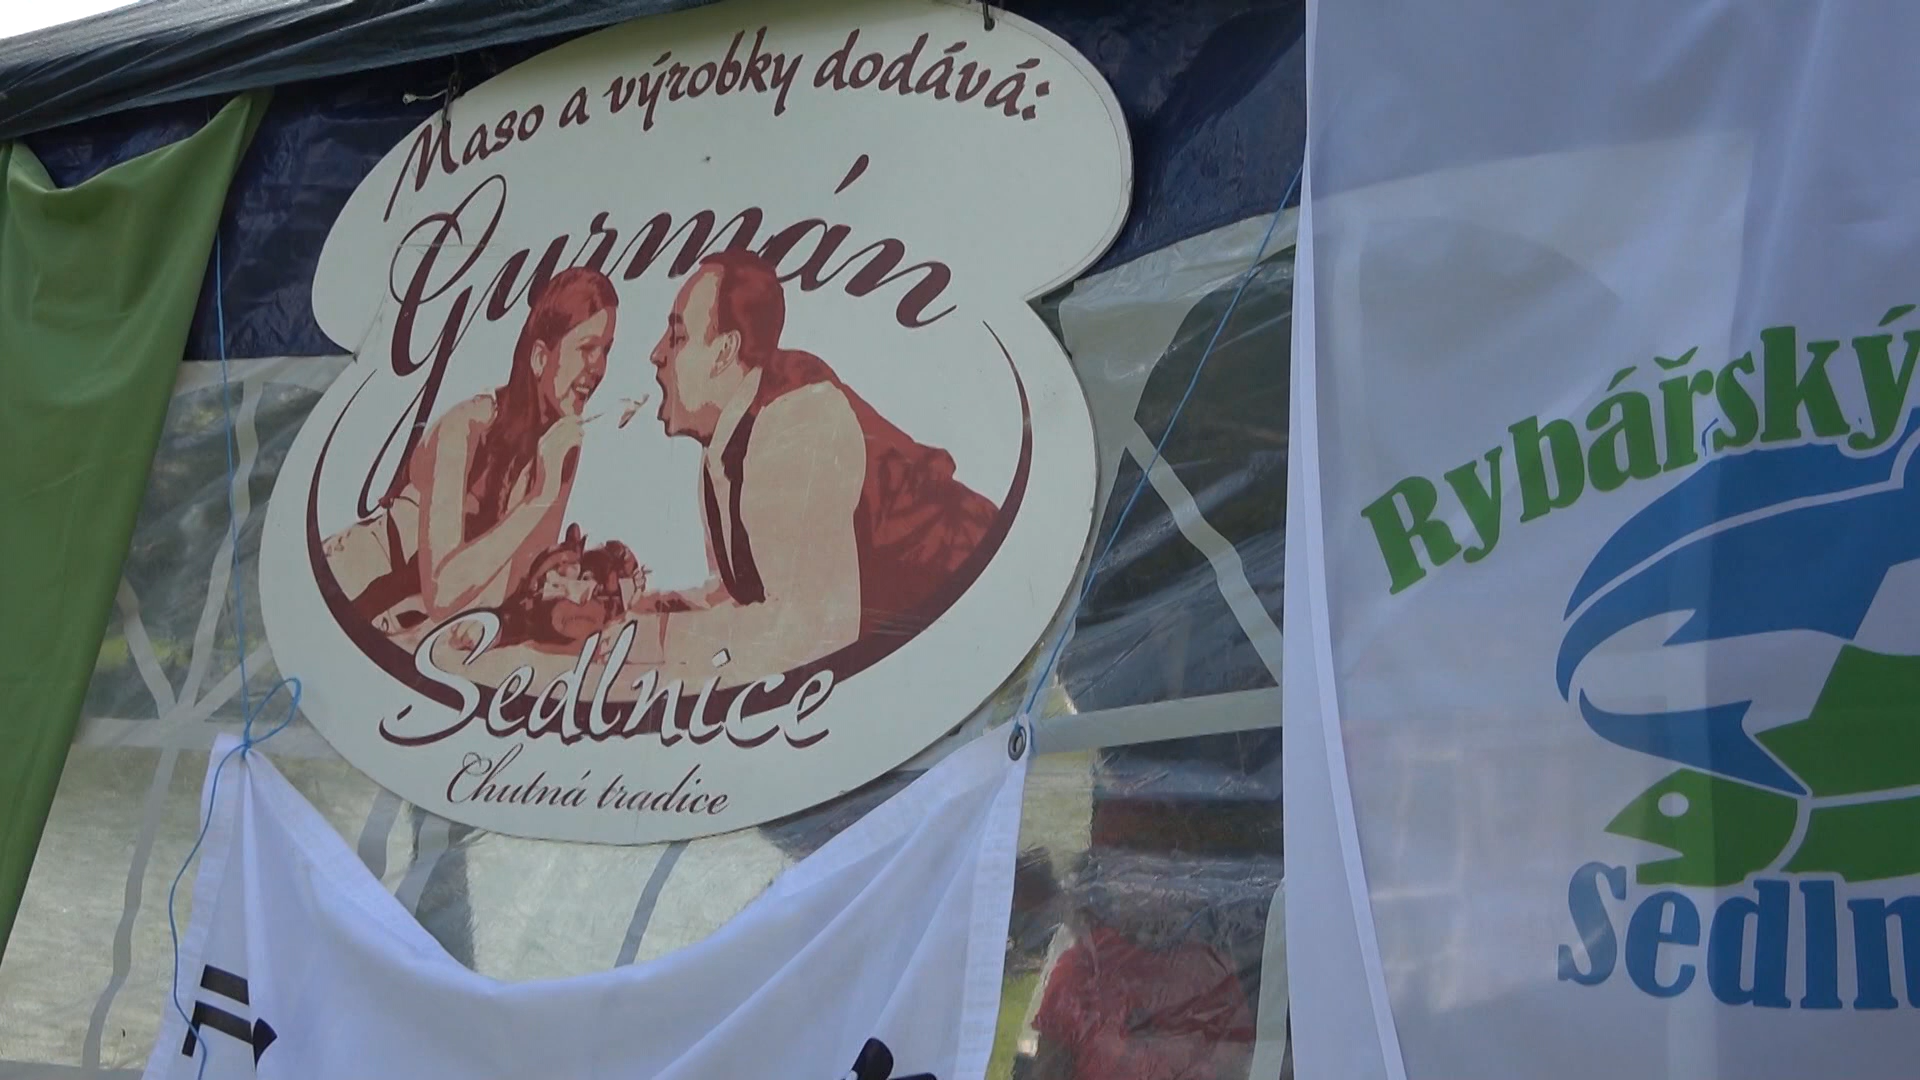 Maso a výrobky dodává:
Gurmán
Sedlnice
Chutná tradice
Rybářský